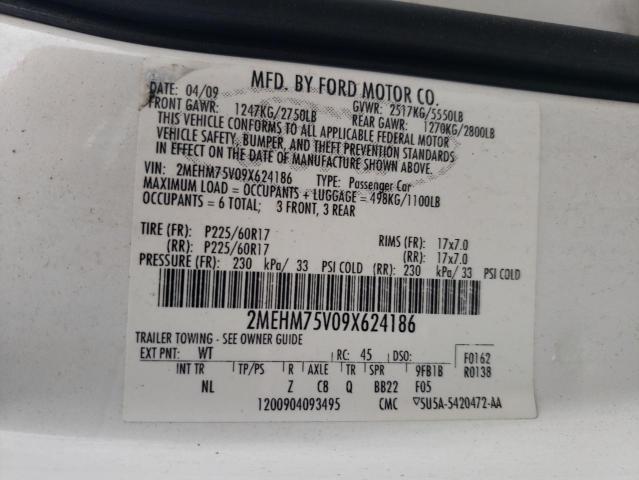 MFD. BY FORD MOTOR CO.
DATE: 04/09 GVWR: 2517KG/5550LB
FRONT GAWR: 1247KG/2750LB REAR GAWR: 1270KG/2800LB
THIS VEHICLE CONFORMS TO ALL APPLICABLE FEDERAL MOTOR
VEHICLE SAFETY, BUMPER, AND THEFT PREVENTION STANDARDS
IN EFFECT ON THE DATE OF MANUFACTURE SHOWN ABOVE.
VIN: 2MEHM75V09X624186 TYPE: Passenger Car
MAXIMUM LOAD = OCCUPANTS + LUGGAGE = 498KG/1100LB
OCCUPANTS = 6 TOTAL; 3 FRONT, 3 REAR
TIRE (FR): P225/60R17 RIMS (FR): 17x7.0
(RR): P225/60R17 (RR): 17x7.0
PRESSURE (FR): 230 kPa/ 33 PSI COLD (RR): 230 kPa/ 33 PSI COLD
2MEHM75V09X624186
TRAILER TOWING - SEE OWNER GUIDE
EXT PNT: WT RC: 45 DSO: F0162
INT TR TP/PS R AXLE TR SPR 9FB1B R0138
NL Z CB Q BB22 F05
1200904093495 CMC ▽5U5A-5420472-AA